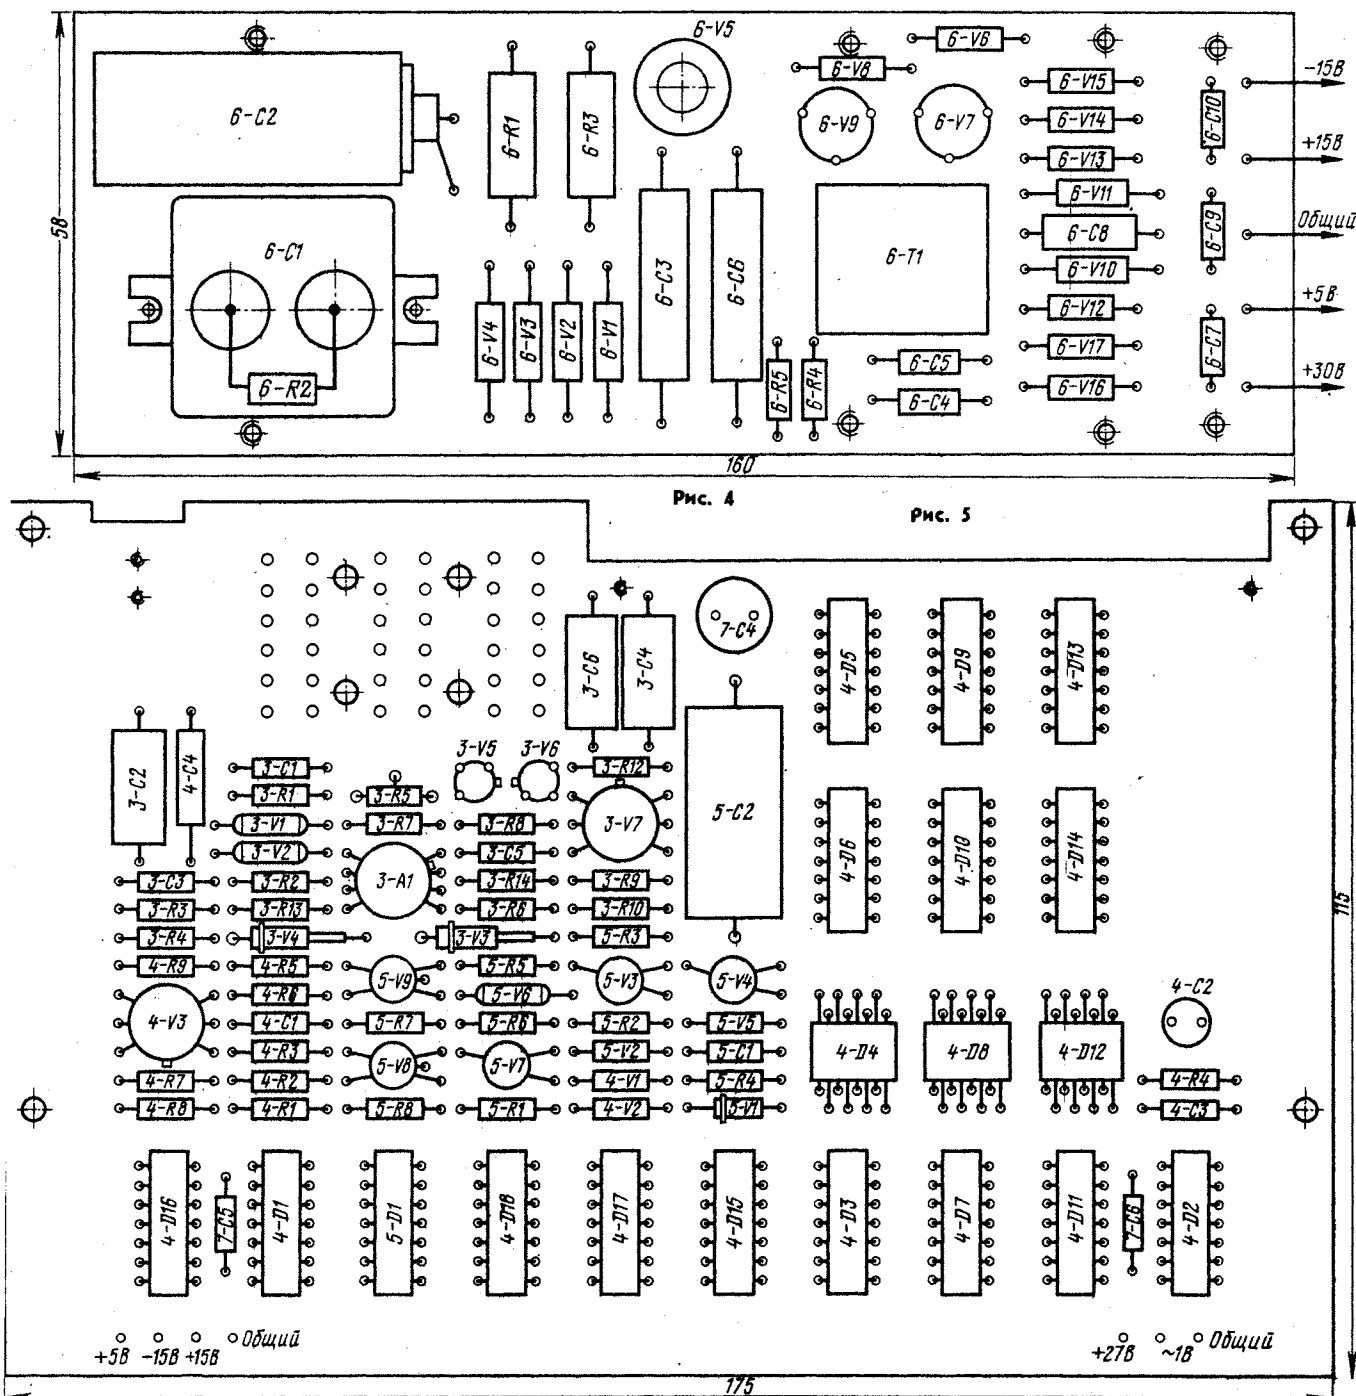 6-V5
6-V6
6-V8
-15В
6-C2
6-R1
6-R3
6-V15
6-C10
6-V9
6-V7
6-V14
+15В
6-V13
58
6-V11
6-C9
Общий
6-C1
6-C3
6-C6
6-T1
6-C8
6-V10
6-V4
6-V3
6-V2
6-V1
6-V12
+5В
6-R5
6-R4
6-C5
6-V17
6-C7
6-R2
6-C4
6-V16
+30В
160
Рис. 4
Рис. 5
7-C4
3-C6
3-C4
4-D5
4-D9
4-D13
3-V5
3-V6
3-C2
4-C4
3-C1
3-R12
3-R1
3-R5
3-V1
3-R7
3-R8
3-V7
5-C2
3-V2
3-C5
4-D6
4-D10
4-D14
3-C3
3-R2
3-A1
3-R14
3-R9
3-R3
3-R13
3-R6
3-R10
115
3-R4
3-V4
3-V3
5-R3
4-R9
4-R5
5-V9
5-R5
5-V3
5-V4
4-R6
5-V6
4-C2
4-V3
4-C1
5-R7
5-R6
5-R2
5-V5
4-R3
5-V8
5-V7
5-V2
5-C1
4-D4
4-D8
4-D12
4-R7
4-R2
4-V1
5-R4
4-R4
4-R8
4-R1
5-R8
5-R1
4-V2
5-V1
4-C3
4-D16
7-C5
4-D1
5-D1
4-D18
4-D17
4-D15
4-D3
4-D7
4-D11
7-C6
4-D2
Общий
+5В -15В +15В
Общий
+27В ~1В
175